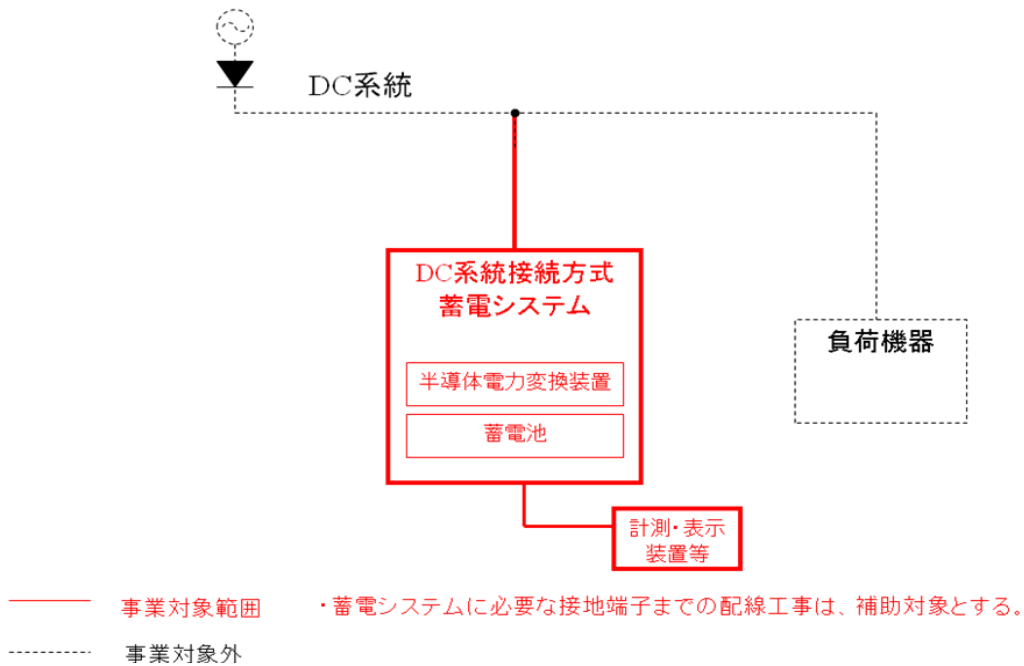 DC系統
DC系統接続方式
蓄電システム
半導体電力変換装置
蓄電池
負荷機器
計測・表示
装置等
事業対象範囲
・蓄電システムに必要な接地端子までの配線工事は、補助対象とする。
事業対象外